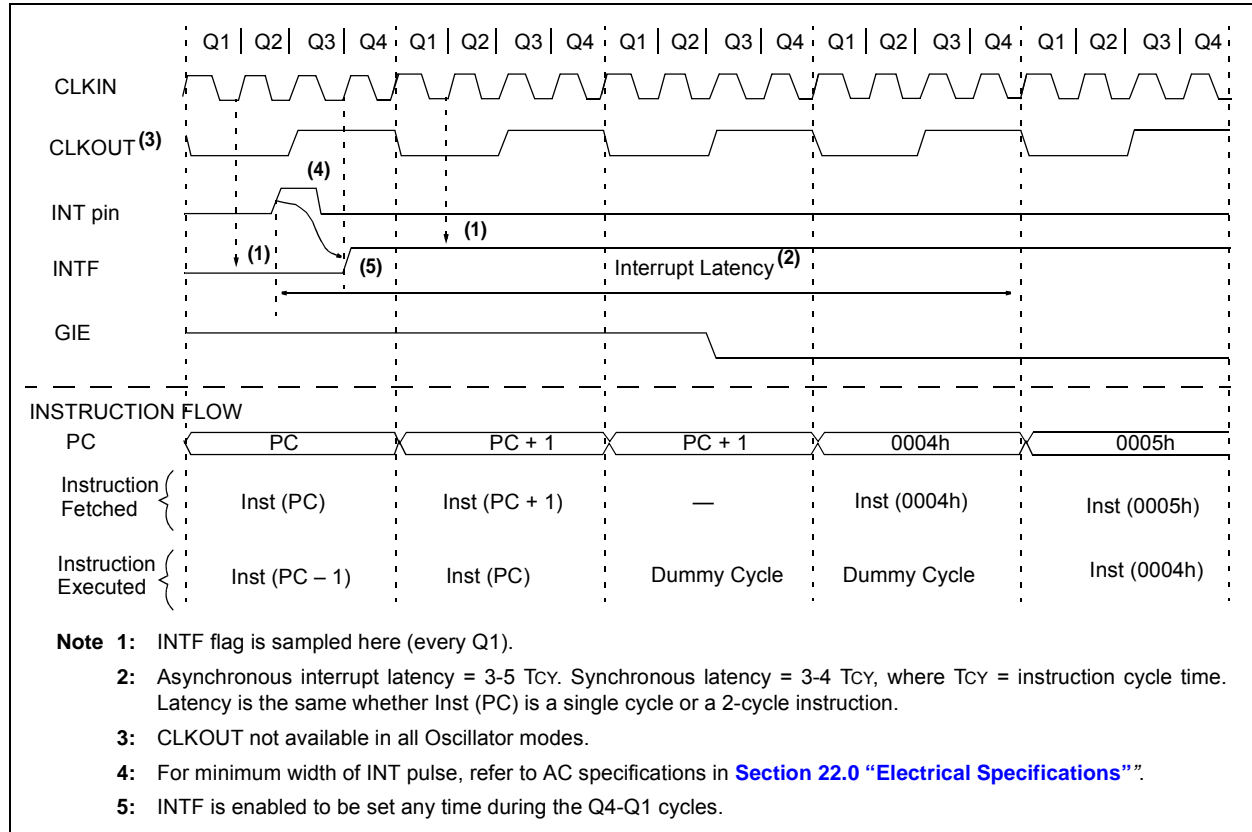 Q1 Q2 Q3 Q4 Q1 Q2 Q3 Q4 Q1 Q2 Q3 Q4 Q1 Q2 Q3 Q4 Q1 Q2 Q3 Q4
CLKIN
CLKOUT(3)
(4)
INT pin
(1)
(1)
INTF
(5)
Interrupt Latency(2)
GIE
INSTRUCTION FLOW
PC PC PC + 1 PC + 1 0004h 0005h
Instruction
Fetched
Inst (PC) Inst (PC + 1) — Inst (0004h) Inst (0005h)
Instruction
Executed
Inst (PC – 1) Inst (PC) Dummy Cycle Dummy Cycle Inst (0004h)
Note 1: INTF flag is sampled here (every Q1).
2: Asynchronous interrupt latency = 3-5 TCY. Synchronous latency = 3-4 TCY, where TCY = instruction cycle time.
Latency is the same whether Inst (PC) is a single cycle or a 2-cycle instruction.
3: CLKOUT not available in all Oscillator modes.
4: For minimum width of INT pulse, refer to AC specifications in Section 22.0 “Electrical Specifications””.
5: INTF is enabled to be set any time during the Q4-Q1 cycles.